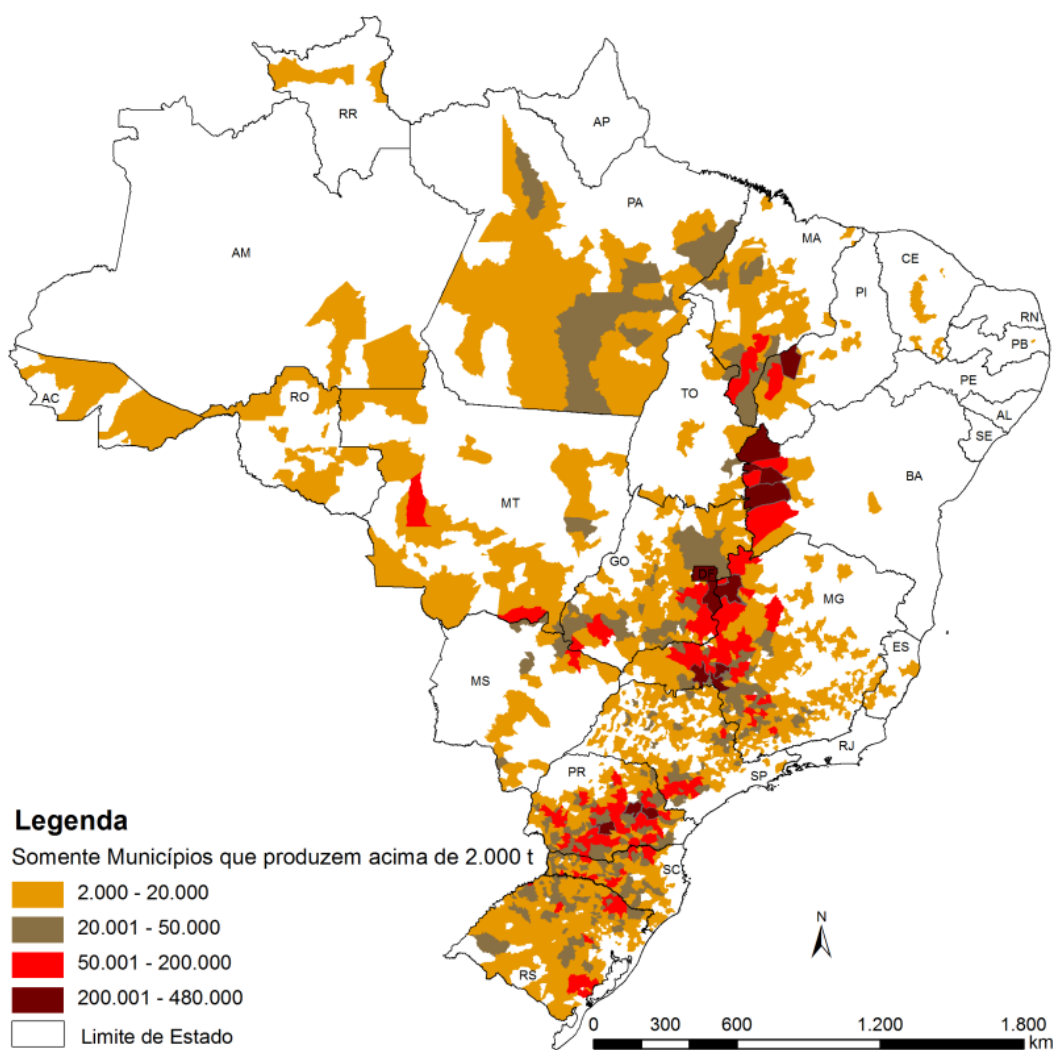 RR
AP
AM
PA
MA
CE
RN
PB
PI
PE
AL
SE
AC
RO
TO
BA
MT
GO
DF
MG
ES
MS
RJ
SP
PR
SC
RS
Legenda
Somente Municípios que produzem acima de 2.000 t
2.000 - 20.000
20.001 - 50.000
50.001 - 200.000
200.001 - 480.000
Limite de Estado
N
0 300 600 1.200 1.800
km